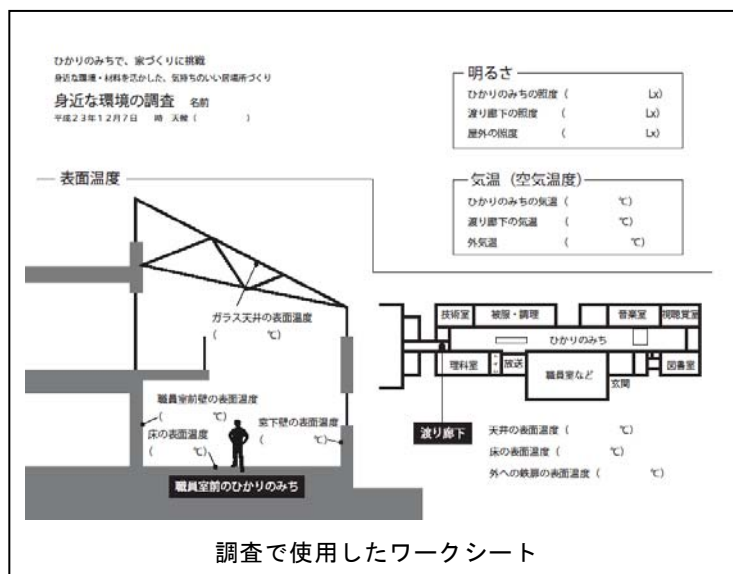 ひかりのみちで、家づくりに挑戦
身近な環境・材料を活かした、気持ちのいい居場所づくり
身近な環境の調査 名前
平成23年12月7日 時 天候( )
明るさ
ひかりのみちの照度( Lx)
渡り廊下の照度 ( Lx)
屋外の照度 ( Lx)
気温(空気温度)
ひかりのみちの気温( ℃)
渡り廊下の気温 ( ℃)
外気温 ( ℃)
表面温度
ガラス天井の表面温度
( ℃)
職員室前壁の表面温度
( ℃)
床の表面温度
窓下壁の表面温度
( ℃)
職員室前のひかりのみち
技術室
被服・調理
音楽室
視聴覚室
ひかりのみち
理科室
放送
職員室など
玄関
図書室
渡り廊下
天井の表面温度( ℃)
床の表面温度( ℃)
外への鉄扉の表面温度( ℃)
調査で使用したワークシート